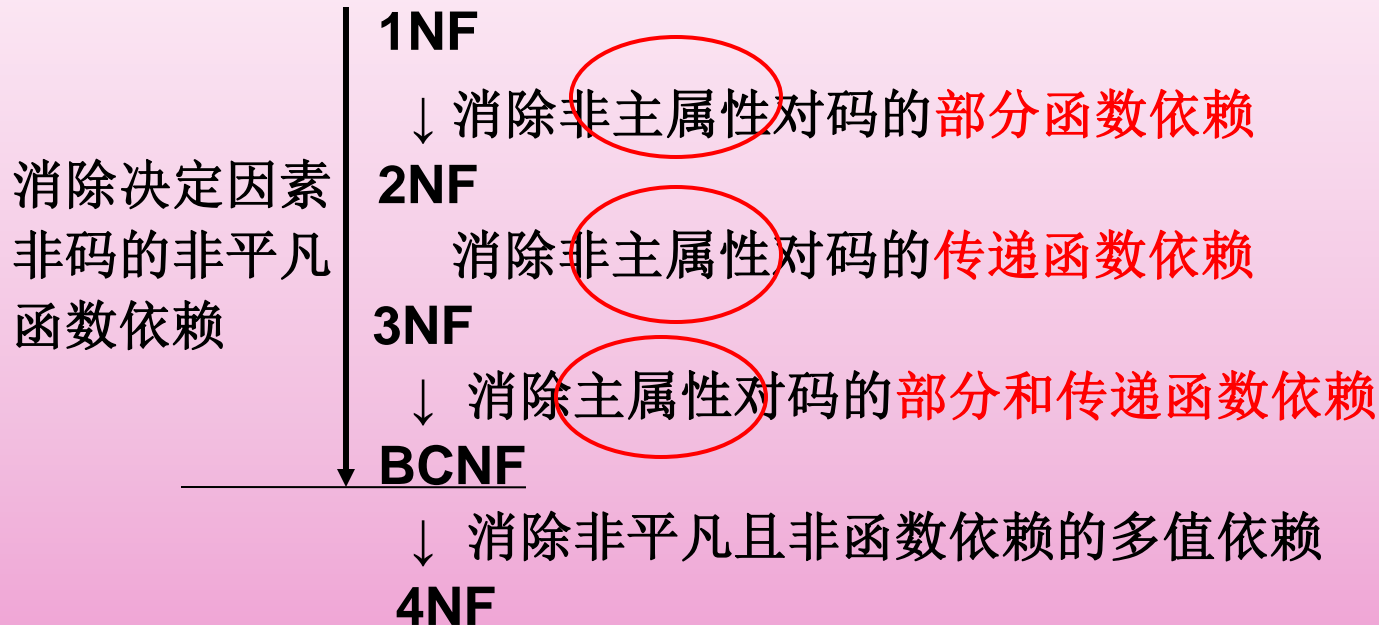 1NF
↓ 消除非主属性对码的部分函数依赖
消除决定因素
非码的非平凡
函数依赖
2NF
消除非主属性对码的传递函数依赖
3NF
↓ 消除主属性对码的部分和传递函数依赖
BCNF
↓ 消除非平凡且非函数依赖的多值依赖
4NF